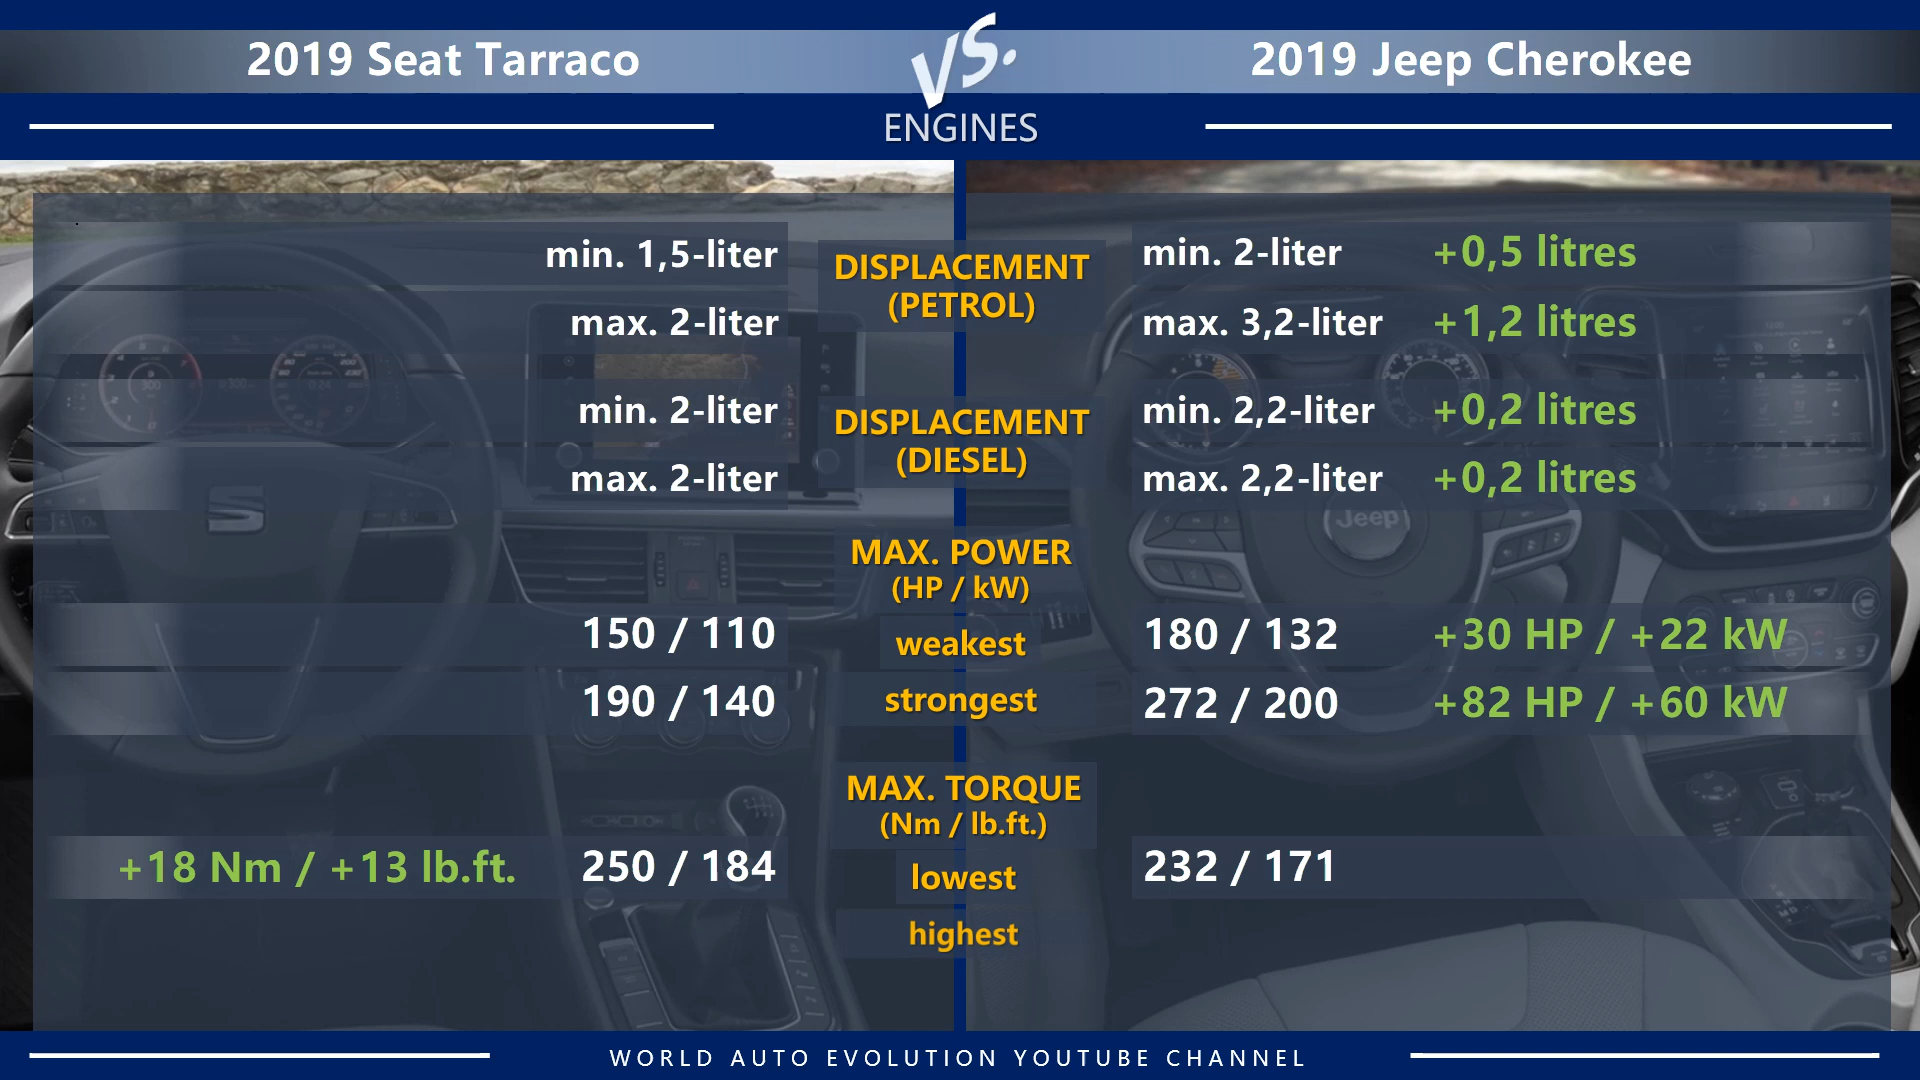 2019 Seat Tarraco
VS.
2019 Jeep Cherokee
ENGINES
min. 1,5-liter
DISPLACEMENT
(PETROL)
min. 2-liter
+0,5 litres
max. 2-liter
max. 3,2-liter
+1,2 litres
min. 2-liter
DISPLACEMENT
(DIESEL)
min. 2,2-liter
+0,2 litres
max. 2-liter
max. 2,2-liter
+0,2 litres
Jeep
MAX. POWER
(HP / kW)
150 / 110
weakest
180 / 132
+30 HP / +22 kW
190 / 140
strongest
272 / 200
+82 HP / +60 kW
MAX. TORQUE
(Nm / lb.ft.)
+18 Nm / +13 lb.ft.
250 / 184
lowest
232 / 171
highest
WORLD AUTO EVOLUTION YOUTUBE CHANNEL